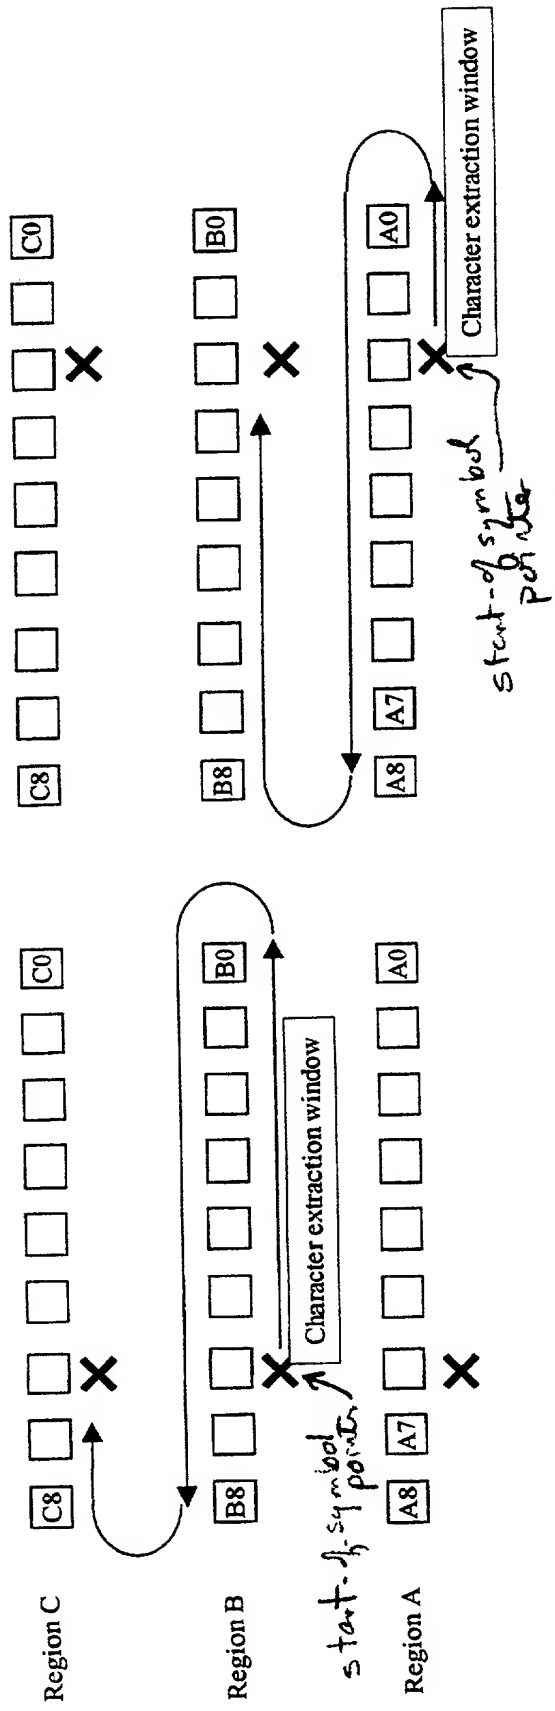 Region C C8 C0 C8 C0
Region B B8 B0 B8 B0
Character extraction window
start-of-symbol
pointer
Region A A8 A7 A0 A8 A7 A0
Character extraction window
start-of symbol
pointer